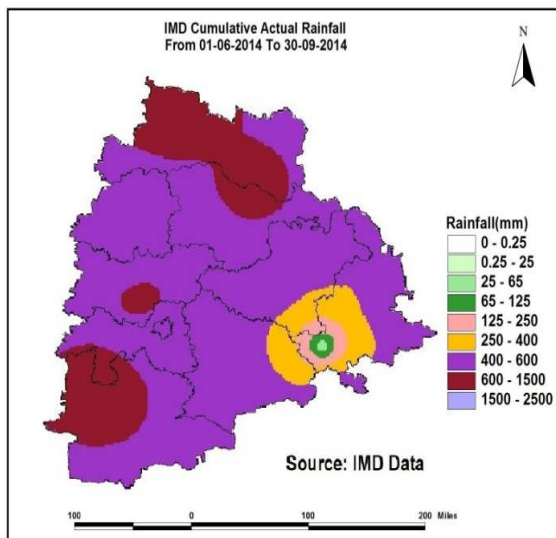 IMD Cumulative Actual Rainfall
From 01-06-2014 To 30-09-2014
N
Rainfall(mm)
0 - 0.25
0.25 - 25
25 - 65
65 - 125
125 - 250
250 - 400
400 - 600
600 - 1500
1500 - 2500
Source: IMD Data
100 0 100 200 Miles